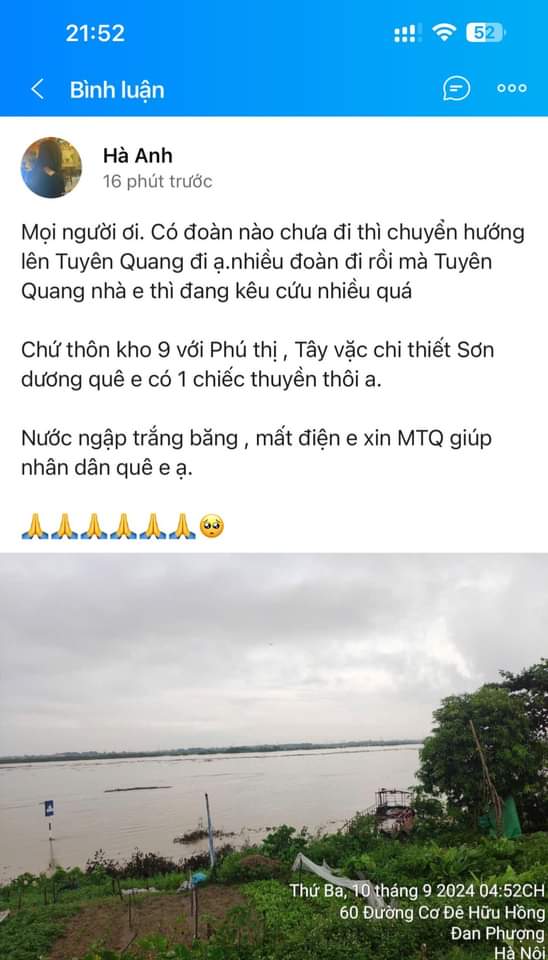 21:52
52
Bình luận
Hà Anh
16 phút trước
Mọi người ơi. Có đoàn nào chưa đi thì chuyển hướng
lên Tuyên Quang đi ạ.nhiều đoàn đi rồi mà Tuyên
Quang nhà e thì đang kêu cứu nhiều quá
Chứ thôn kho 9 với Phú thị , Tây vặc chi thiết Sơn
dương quê e có 1 chiếc thuyền thôi a.
Nước ngập trắng băng , mất điện e xin MTQ giúp
nhân dân quê e ạ.
🙏🙏🙏🙏🙏🙏🥹
Thứ Ba, 10 tháng 9 2024 04:52CH
60 Đường Cơ Đê Hữu Hồng
Đan Phượng
Hà Nội